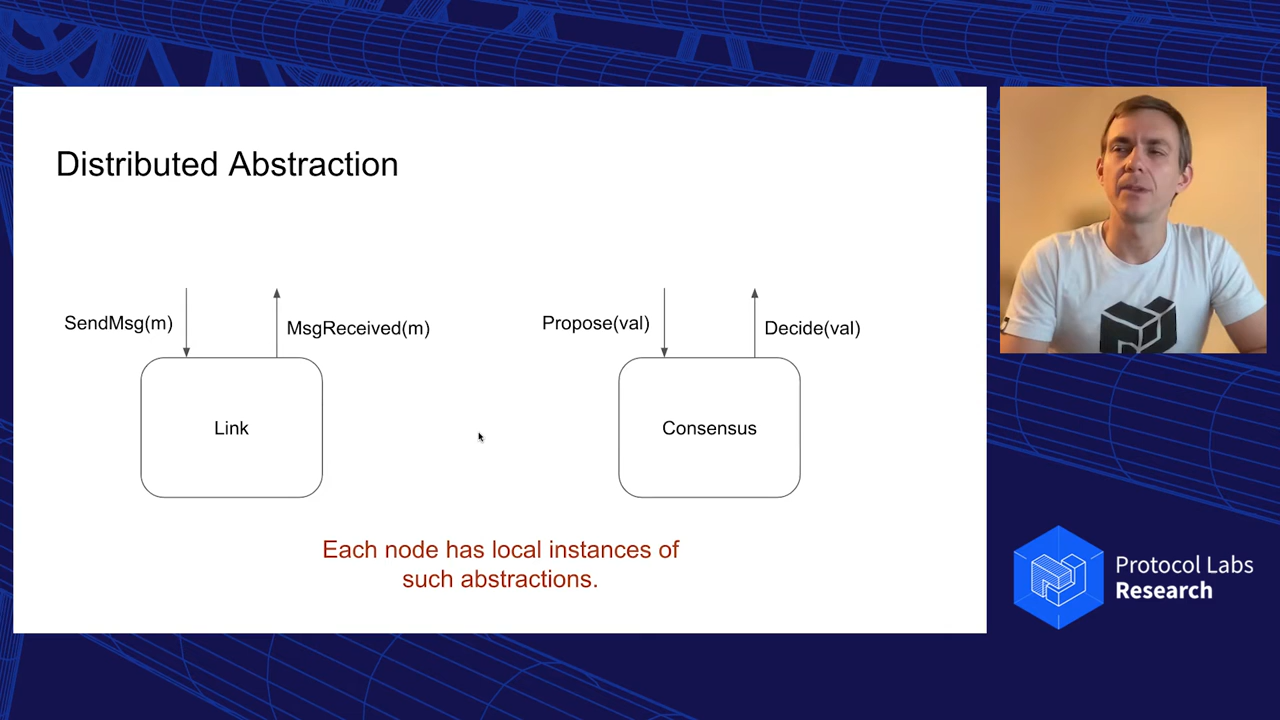 Distributed Abstraction
SendMsg(m)
MsgReceived(m)
Propose(val)
Decide(val)
Link
Consensus
Each node has local instances of
such abstractions.
Protocol Labs
Research